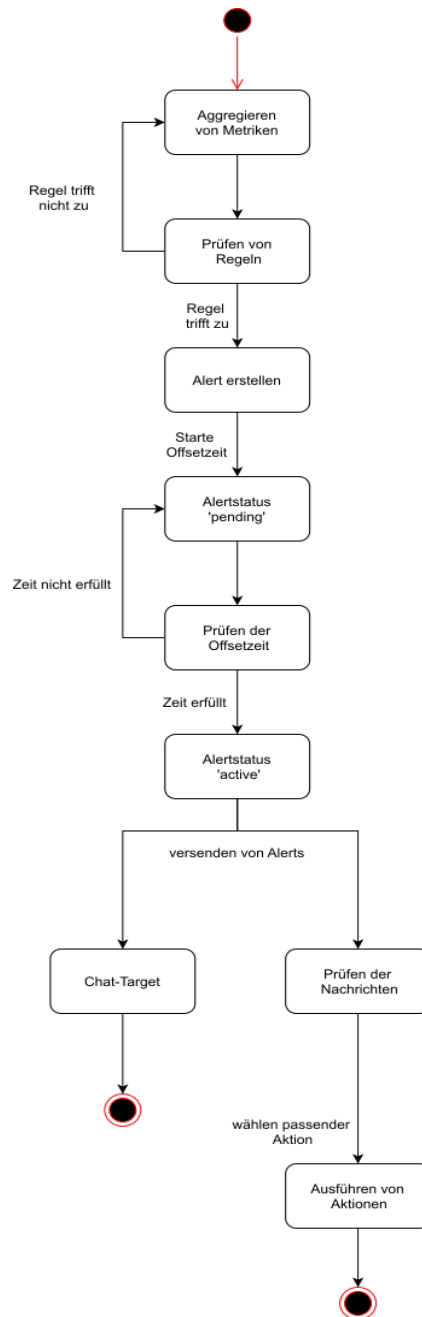 Aggregieren
von Metriken
Regel trifft
nicht zu
Prüfen von
Regeln
Regel
trifft zu
Alert erstellen
Starte
Offsetzeit
Alertstatus
'pending'
Zeit nicht erfüllt
Prüfen der
Offsetzeit
Zeit erfüllt
Alertstatus
'active'
versenden von Alerts
Chat-Target
Prüfen der
Nachrichten
wählen passender
Aktion
Ausführen von
Aktionen